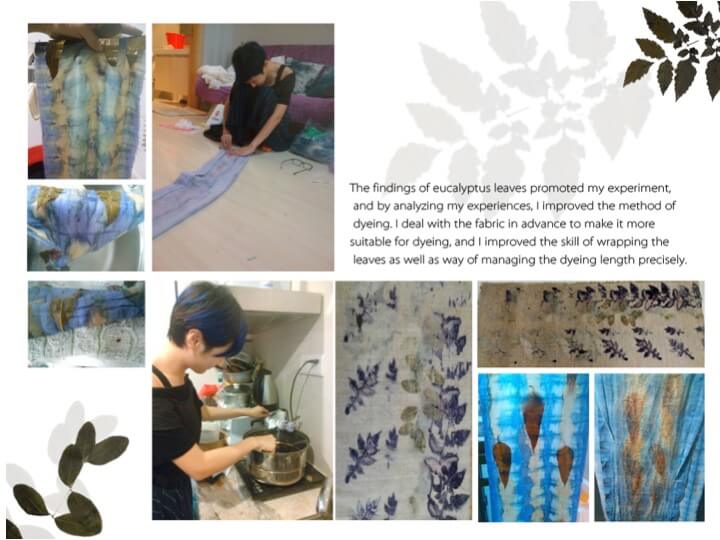 The findings of eucalyptus leaves promoted my experiment,
and by analyzing my experiences, I improved the method of
dyeing. I deal with the fabric in advance to make it more
suitable for dyeing, and I improved the skill of wrapping the
leaves as well as way of managing the dyeing length precisely.